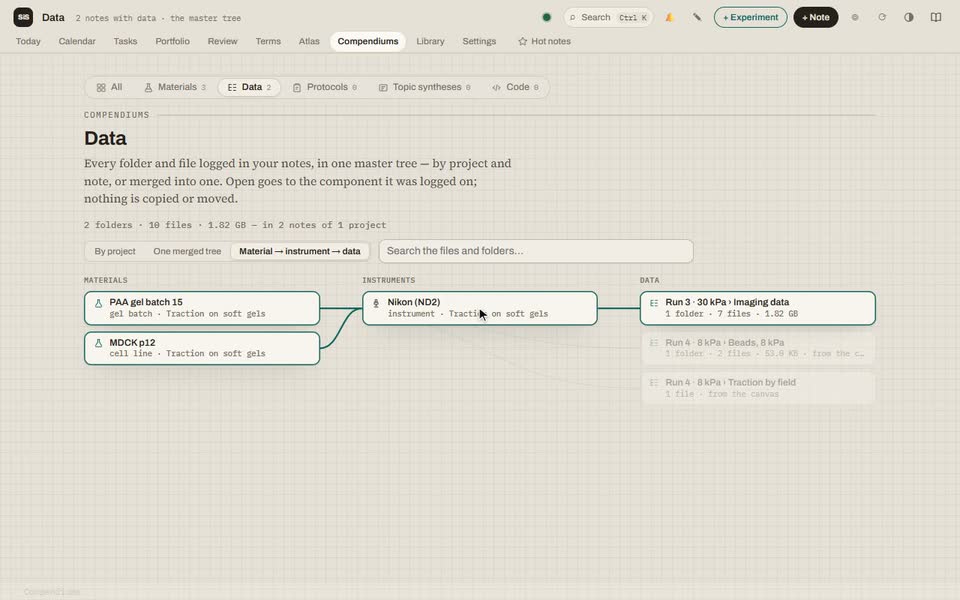 SiS Data 2 notes with data · the master tree Search Ctrl K + Experiment + Note
Today Calendar Tasks Portfolio Review Terms Atlas Compendiums Library Settings Hot notes
All Materials 3 Data 2 Protocols 0 Topic syntheses 0 Code 0
COMPENDIUMS
Data
Every folder and file logged in your notes, in one master tree — by project and
note, or merged into one. Open goes to the component it was logged on;
nothing is copied or moved.
2 folders · 10 files · 1.82 GB — in 2 notes of 1 project
By project One merged tree Material → instrument → data Search the files and folders…
MATERIALS INSTRUMENTS DATA
PAA gel batch 15 Nikon (ND2) Run 3 · 30 kPa › Imaging data
gel batch · Traction on soft gels instrument · Traction on soft gels 1 folder · 7 files · 1.82 GB
MDCK p12 Run 4 · 8 kPa › Beads, 8 kPa
cell line · Traction on soft gels 1 folder · 2 files · 53.0 KB · from the c…
Run 4 · 8 kPa › Traction by field
1 file · from the canvas
Compendiums